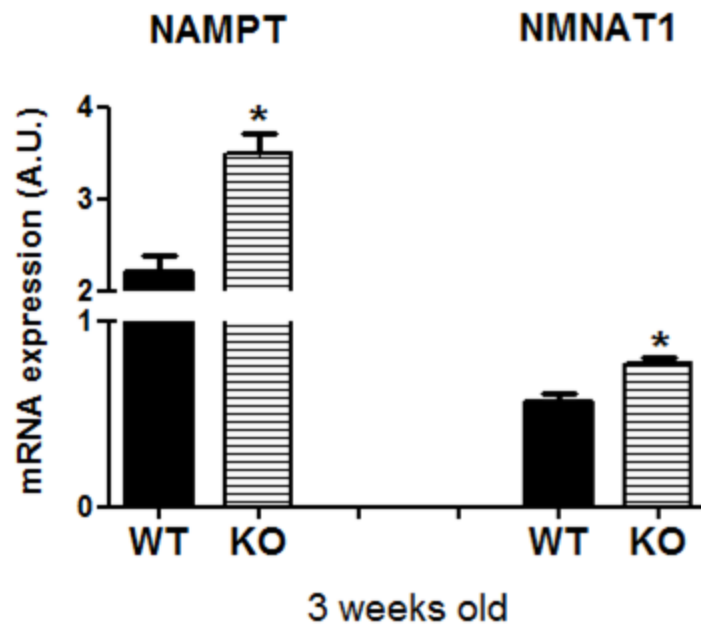 NAMPT NMNAT1
mRNA expression (A.U.)
4
*
3
2
1
*
0
WT KO WT KO
3 weeks old